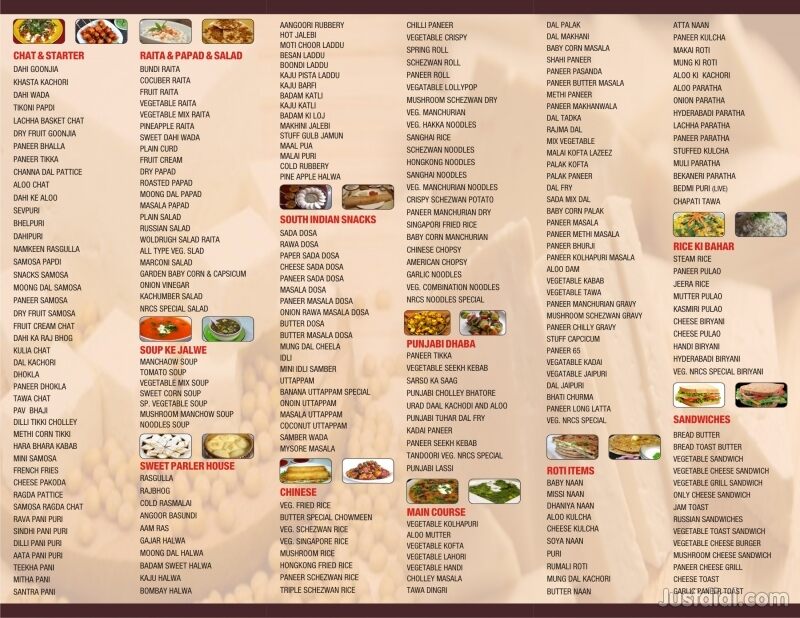 CHAT & STARTER
DAHI GOONJIA
KHASTA KACHORI
DAHI WADA
TIKONI PAPDI
LACHHA BASKET CHAT
DRY FRUIT GOONJIA
PANEER BHALLA
PANEER TIKKA
CHANNA DAL PATTICE
ALOO CHAT
DAHI KE ALOO
SEVPURI
BHELPURI
DAHIPURI
NAMKEEN RASGULLA
SAMOSA PAPDI
SNACKS SAMOSA
MOONG DAL SAMOSA
PANEER SAMOSA
DRY FRUIT SAMOSA
FRUIT CREAM CHAT
DAHI KA RAJ BHOG
KULIA CHAT
DAL KACHORI
DHOKLA
PANEER DHOKLA
TAWA CHAT
PAV BHAJI
DILLI TIKKI CHOLLEY
METHI CORN TIKKI
HARA BHARA KABAB
MINI SAMOSA
FRENCH FRIES
CHEESE PAKODA
RAGDA PATTICE
SAMOSA RAGDA CHAT
RAVA PANI PURI
SINDHI PANI PURI
DILLI PANI PURI
AATA PANI PURI
TEEKHA PANI
MITHA PANI
SANTRA PANI
RAITA & PAPAD & SALAD
BUNDI RAITA
COCUBER RAITA
FRUIT RAITA
VEGETABLE RAITA
VEGETABLE MIX RAITA
PINEAPPLE RAITA
SWEET DAHI WADA
PLAIN CURD
FRUIT CREAM
DRY PAPAD
ROASTED PAPAD
MOONG DAL PAPAD
MASALA PAPAD
PLAIN SALAD
RUSSIAN SALAD
WOLDRUGH SALAD RAITA
ALL TYPE VEG. SLAD
MARCONI SALAD
GARDEN BABY CORN & CAPSICUM
ONION VINEGAR
KACHUMBER SALAD
NRCS SPECIAL SALAD
SOUP KE JALWE
MANCHAOW SOUP
TOMATO SOUP
VEGETABLE MIX SOUP
SWEET CORN SOUP
SP. VEGETABLE SOUP
MUSHROOM MANCHOW SOUP
NOODLES SOUP
SWEET PARLER HOUSE
RASGULLA
RAJBHOG
COLD RASMALAI
ANGOOR BASUNDI
AAM RAS
GAJAR HALWA
MOONG DAL HALWA
BADAM SWEET HALWA
KAJU HALWA
BOMBAY HALWA
AANGOORI RUBBERY
HOT JALEBI
MOTI CHOOR LADDU
BESAN LADDU
BOONDI LADDU
KAJU PISTA LADDU
KAJU BARFI
BADAM KATLI
KAJU KATLI
BADAM KI LOJ
MAKHINI JALEBI
STUFF GULB JAMUN
MAAL PUA
MALAI PURI
COLD RUBBERY
PINE APPLE HALWA
SOUTH INDIAN SNACKS
SADA DOSA
RAWA DOSA
PAPER SADA DOSA
CHEESE SADA DOSA
PANEER SADA DOSA
MASALA DOSA
PANEER MASALA DOSA
ONION RAWA MASALA DOSA
BUTTER DOSA
BUTTER MASALA DOSA
MUNG DAL CHEELA
IDLI
MINI IDLI SAMBER
UTTAPPAM
BANANA UTTAPPAM SPECIAL
ONOIN UTTAPPAM
MASALA UTTAPPAM
COCONUT UTTAPPAM
SAMBER WADA
MYSORE MASALA
CHINESE
VEG. FRIED RICE
BUTTER SPECIAL CHOWMEEN
VEG. SCHEZWAN RICE
VEG. SINGAPORE RICE
MUSHROOM RICE
HONGKONG FRIED RICE
PANEER SCHEZWAN RICE
TRIPLE SCHEZWAN RICE
CHILLI PANEER
VEGETABLE CRISPY
SPRING ROLL
SCHEZWAN ROLL
PANEER ROLL
VEGATABLE LOLLYPOP
MUSHROOM SCHEZWAN DRY
VEG. MANCHURIAN
VEG. HAKKA NOODLES
SANGHAI RICE
SCHEZWAN NOODLES
HONGKONG NOODLES
SANGHAI NOODLES
VEG. MANCHURIAN NOODLES
CRISPY SCHEZWAN POTATO
PANEER MANCHURIAN DRY
SINGAPORI FRIED RICE
BABY CORN MANCHURIAN
CHINESE CHOPSY
AMERICAN CHOPSY
GARLIC NOODLES
VEG. COMBINATION NOODLES
NRCS NOODLES SPECIAL
PUNJABI DHABA
PANEER TIKKA
VEGETABLE SEEKH KEBAB
SARSO KA SAAG
PUNJABI CHOLLEY BHATORE
URAD DAAL KACHODI AND ALOO
PUNJABI TUHAR DAL FRY
KADAI PANEER
PANEER SEEKH KEBAB
TANDOORI VEG. NRCS SPECIAL
PUNJABI LASSI
MAIN COURSE
VEGETABLE KOLHAPURI
ALOO MUTTER
VEGETABLE KOFTA
VEGETABLE LAHORI
VEGETABLE HANDI
CHOLLEY MASALA
TAWA DINGRI
DAL PALAK
DAL MAKHANI
BABY CORN MASALA
SHAHI PANEER
PANEER PASANDA
PANEER BUTTER MASALA
METHI PANEER
PANEER MAKHANWALA
DAL TADKA
RAJMA DAL
MIX VEGETABLE
MALAI KOFTA LAZEEZ
PALAK KOFTA
PALAK PANEER
DAL FRY
SADA MIX DAL
BABY CORN PALAK
PANEER MASALA
PANEER METHI MASALA
PANEER BHURJI
PANEER KOLHAPURI MASALA
ALOO DAM
VEGETABLE KABAB
VEGETABLE TAWA
PANEER MANCHURIAN GRAVY
MUSHROOM SCHEZWAN GRAVY
PANEER CHILLY GRAVY
STUFF CAPCICUM
PANEER 65
VEGATABLE KADAI
VEGATABLE JAIPURI
DAL JAIPURI
BHATI CHURMA
PANEER LONG LATTA
VEG. NRCS SPECIAL
ROTI ITEMS
BABY NAAN
MISSI NAAN
DHANIYA NAAN
ALOO KULCHA
CHEESE KULCHA
SOYA NAAN
PURI
RUMALI ROTI
MUNG DAL KACHORI
BUTTER NAAN
ATTA NAAN
PANEER KULCHA
MAKAI ROTI
MUNG KI ROTI
ALOO KI KACHORI
ALOO PARATHA
ONION PARATHA
HYDERABADI PARATHA
LACHHA PARATHA
PANEER PARATHA
STUFFED KULCHA
MULI PARATHA
BEKANERI PARATHA
BEDMI PURI (LIVE)
CHAPATI TAWA
RICE KI BAHAR
STEAM RICE
PANEER PULAO
JEERA RICE
MUTTER PULAO
KASMIRI PULAO
CHEESE BIRYANI
PANEER PULAO
HANDI BIRYANI
HYDERABADI BIRYANI
VEG. NRCS SPECIAL BIRYANI
SANDWICHES
BREAD BUTTER
BREAD TOAST BUTTER
VEGETABLE SANDWICH
VEGETABLE CHEESE SANDWICH
VEGETABLE GRILL SANDWICH
ONLY CHEESE SANDWICH
JAM TOAST
RUSSIAN SANDWICHES
VEGETABLE TOAST SANDWICH
VEGETABLE CHEESE BURGER
MUSHROOM CHEESE SANDWICH
PANEER CHEESE GRILL
CHEESE TOAST
GARLIC PANEER TOAST
Justdial.com